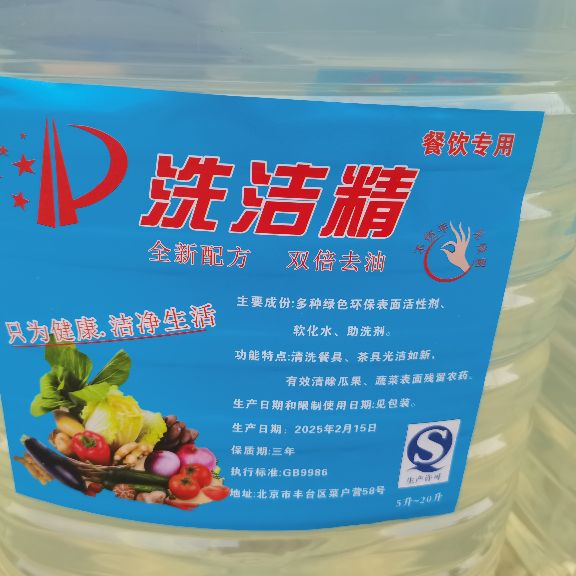 餐饮专用
洗洁精
全新配方 双倍去油
只为健康.洁净生活
主要成份:多种绿色环保表面活性剂、
软化水、助洗剂。
功能特点:清洗餐具、茶具光洁如新,
有效清除瓜果、蔬菜表面残留农药。
生产日期和限制使用日期:见包装。
生产日期: 2025年2月15日
保质期:三年
执行标准:GB9986
地址:北京市丰台区菜户营58号
生产许可
5升~20升